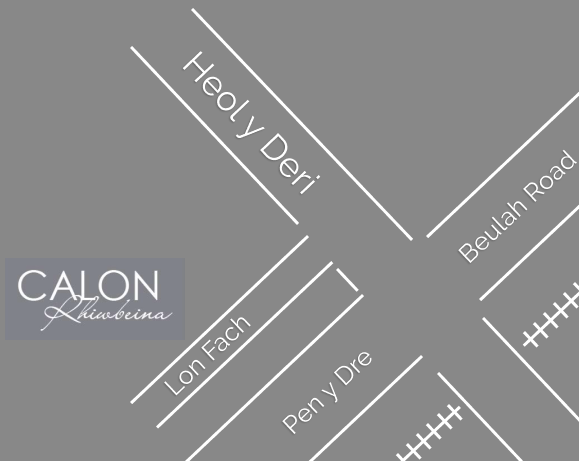 Heol y Deri
Beulah Road
CALON
Rhiwbeina
Lon Fach
Pen y Dre